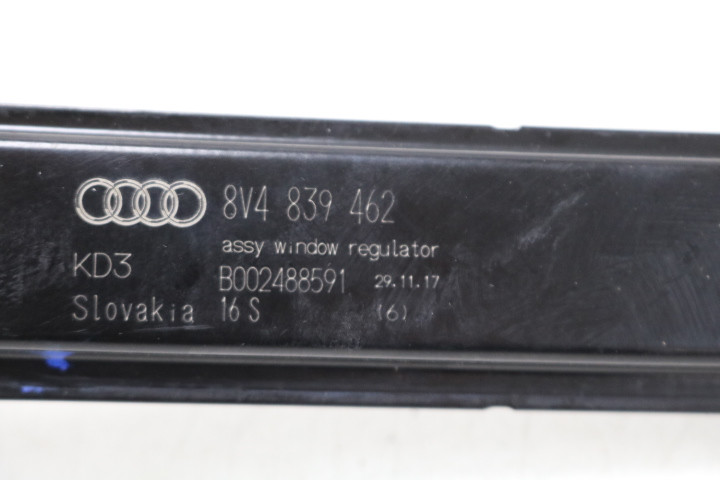 8V4 839 462
assy window regulator
KD3 B002488591 29.11.17
Slovakia 16 S (6)